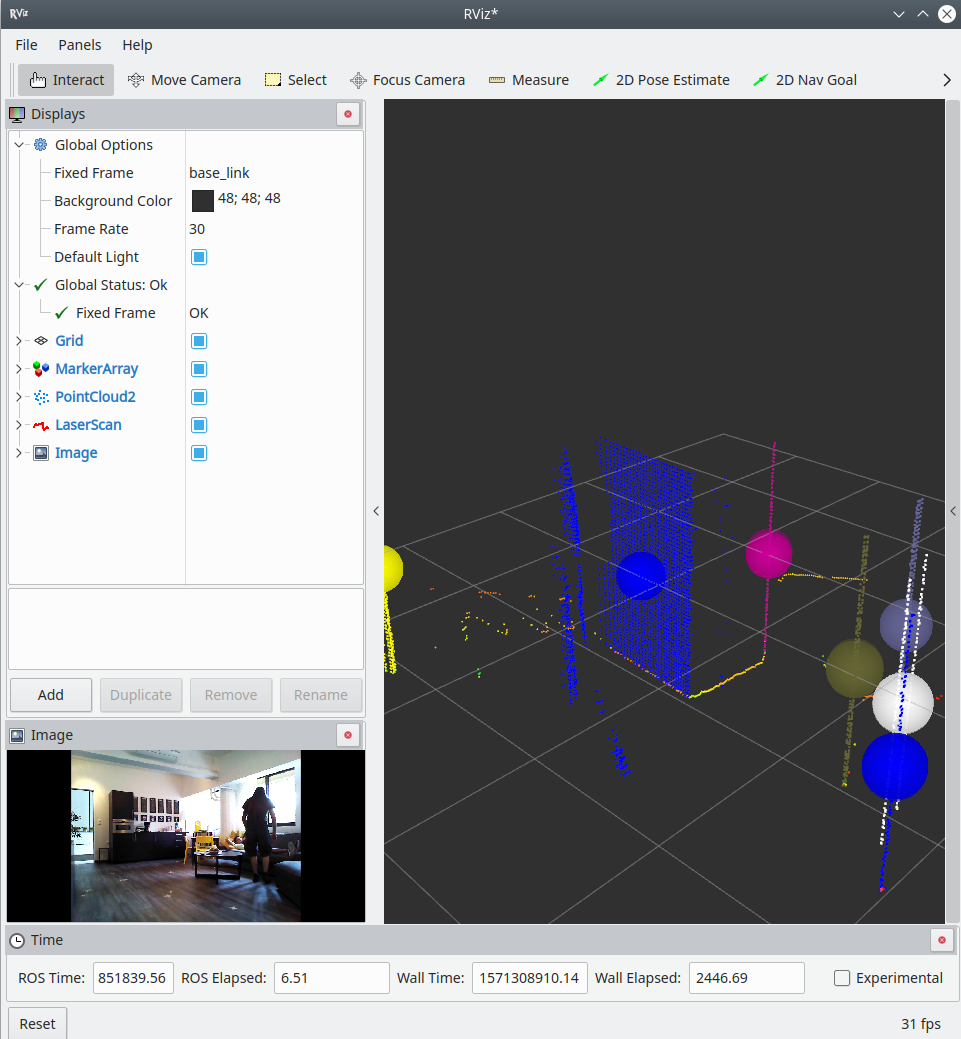 RViz
RViz*
File Panels Help
Interact Move Camera Select Focus Camera Measure 2D Pose Estimate 2D Nav Goal
Displays
Global Options
Fixed Frame base_link
Background Color 48; 48; 48
Frame Rate 30
Default Light
Global Status: Ok
Fixed Frame OK
Grid
MarkerArray
PointCloud2
LaserScan
Image
Add Duplicate Remove Rename
Image
Time
ROS Time: 851839.56 ROS Elapsed: 6.51 Wall Time: 1571308910.14 Wall Elapsed: 2446.69 Experimental
Reset 31 fps